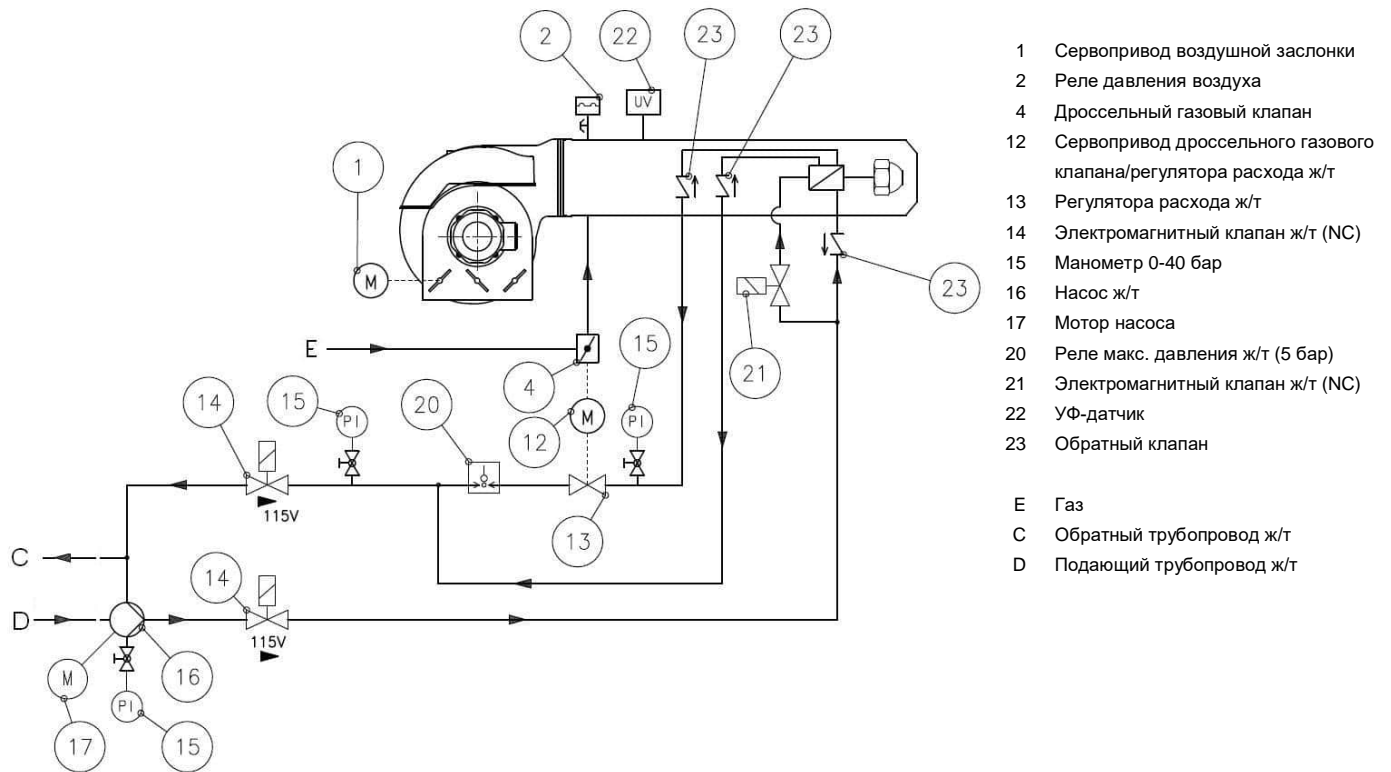 2
22
23
23
UV
1
M
23
E
4
15
21
14
15
PI
20
12
M
PI
115V
13
C
14
D
115V
M
16
PI
17
15
1 Сервопривод воздушной заслонки
2 Реле давления воздуха
4 Дроссельный газовый клапан
12 Сервопривод дроссельного газового
клапана/регулятора расхода ж/т
13 Регулятора расхода ж/т
14 Электромагнитный клапан ж/т (NC)
15 Манометр 0-40 бар
16 Насос ж/т
17 Мотор насоса
20 Реле макс. давления ж/т (5 бар)
21 Электромагнитный клапан ж/т (NC)
22 УФ-датчик
23 Обратный клапан
E Газ
C Обратный трубопровод ж/т
D Подающий трубопровод ж/т